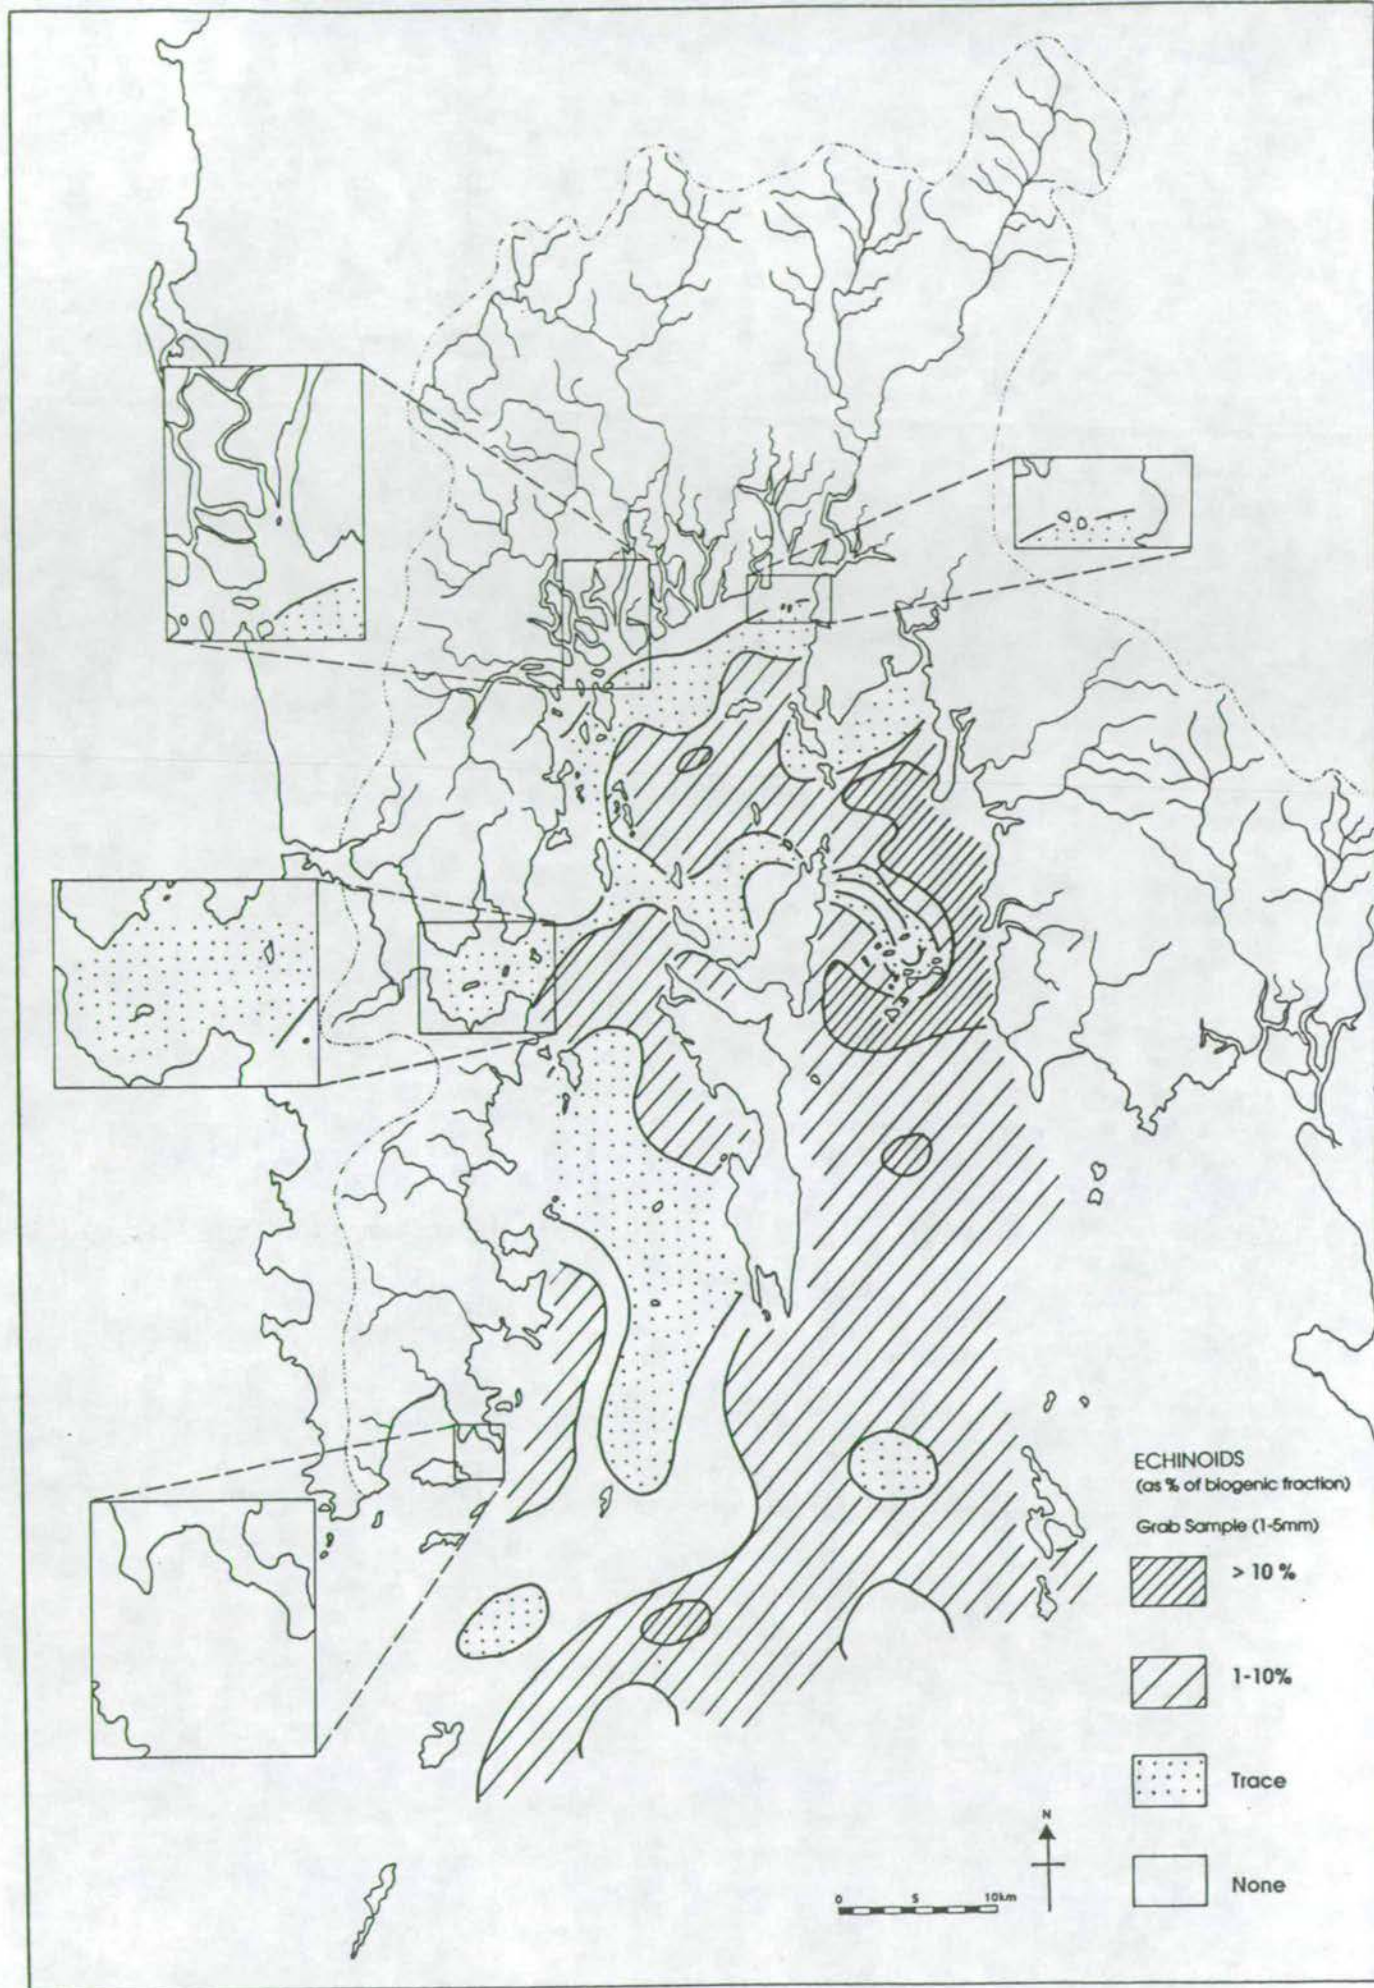 ECHINOIDS
(as % of biogenic fraction)
Grab Sample (1-5mm)
> 10 %
1-10%
Trace
None
N
0 5 10km